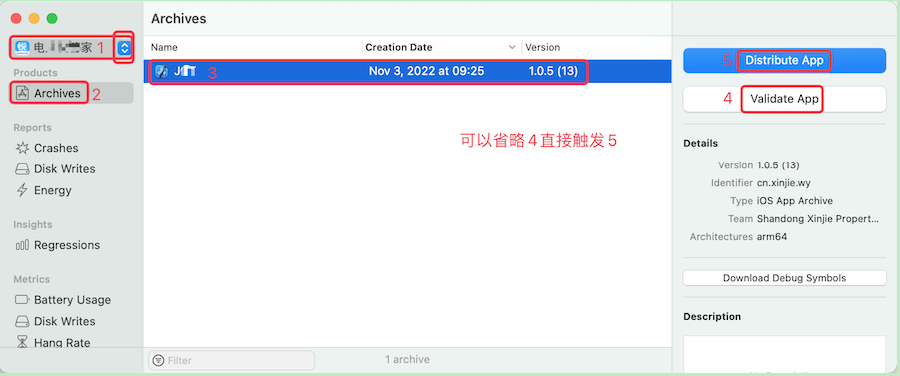 Archives
悦 电. 家 1
Name Creation Date Version
Products
Archives 2
J 3 Nov 3, 2022 at 09:25 1.0.5 (13)
5 Distribute App
4 Validate App
可以省略4直接触发5
Reports
Crashes
Disk Writes
Energy
Insights
Regressions
Metrics
Battery Usage
Disk Writes
Hang Rate
Details
Version 1.0.5 (13)
Identifier cn.xinjie.wy
Type iOS App Archive
Team Shandong Xinjie Propert...
Architectures arm64
Download Debug Symbols
Description
Filter
1 archive